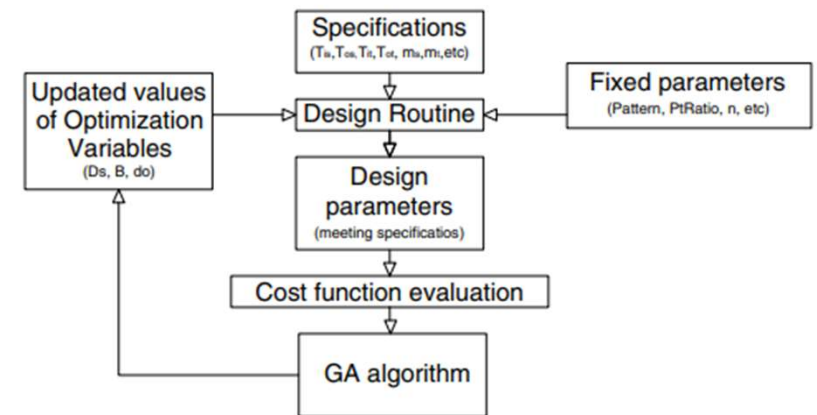 Specifications
(Tis,Tos,Tit,Tot, ms,mt,etc)
Updated values
of Optimization
Variables
(Ds, B, do)
Design Routine
Fixed parameters
(Pattern, PtRatio, n, etc)
Design
parameters
(meeting specificatios)
Cost function evaluation
GA algorithm